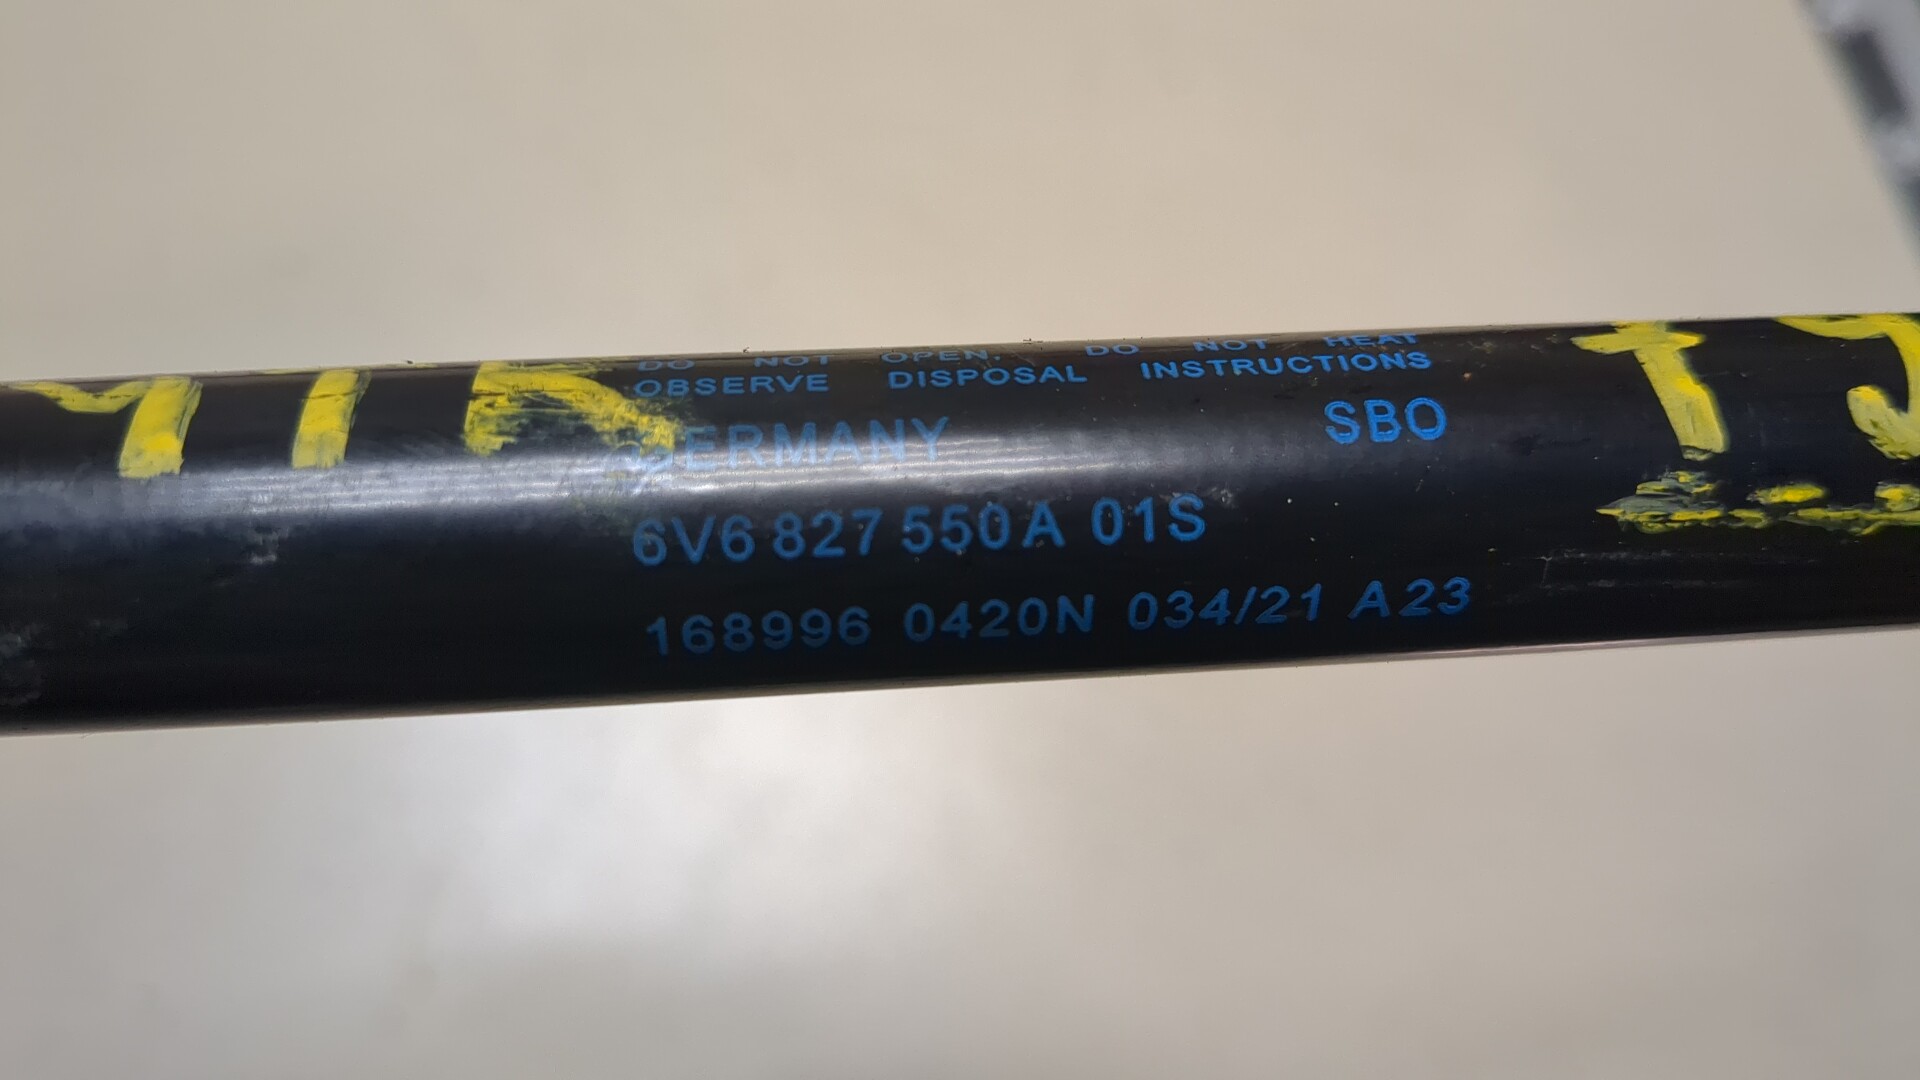 DO NOT OPEN. DO NOT HEAT
OBSERVE DISPOSAL INSTRUCTIONS
GERMANY SBO
6V6 827 550A 01S
168996 0420N 034/21 A23